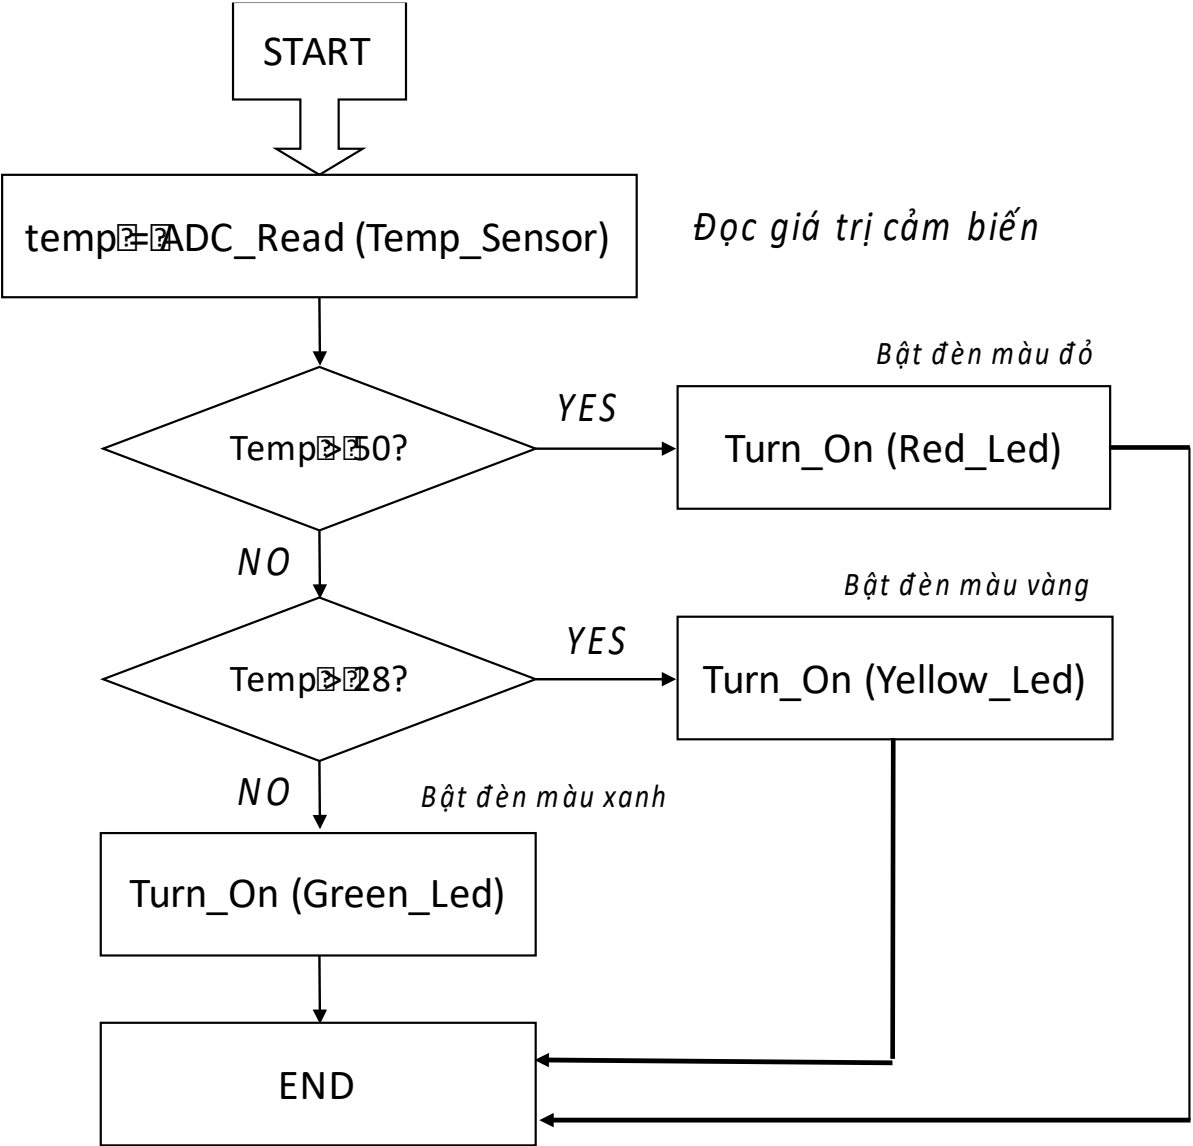 START
temp = ADC_Read (Temp_Sensor)
Đọc giá trị cảm biến
Bật đèn màu đỏ
YES
Temp > 50?
Turn_On (Red_Led)
NO
Bật đèn màu vàng
YES
Temp > 28?
Turn_On (Yellow_Led)
NO
Bật đèn màu xanh
Turn_On (Green_Led)
END